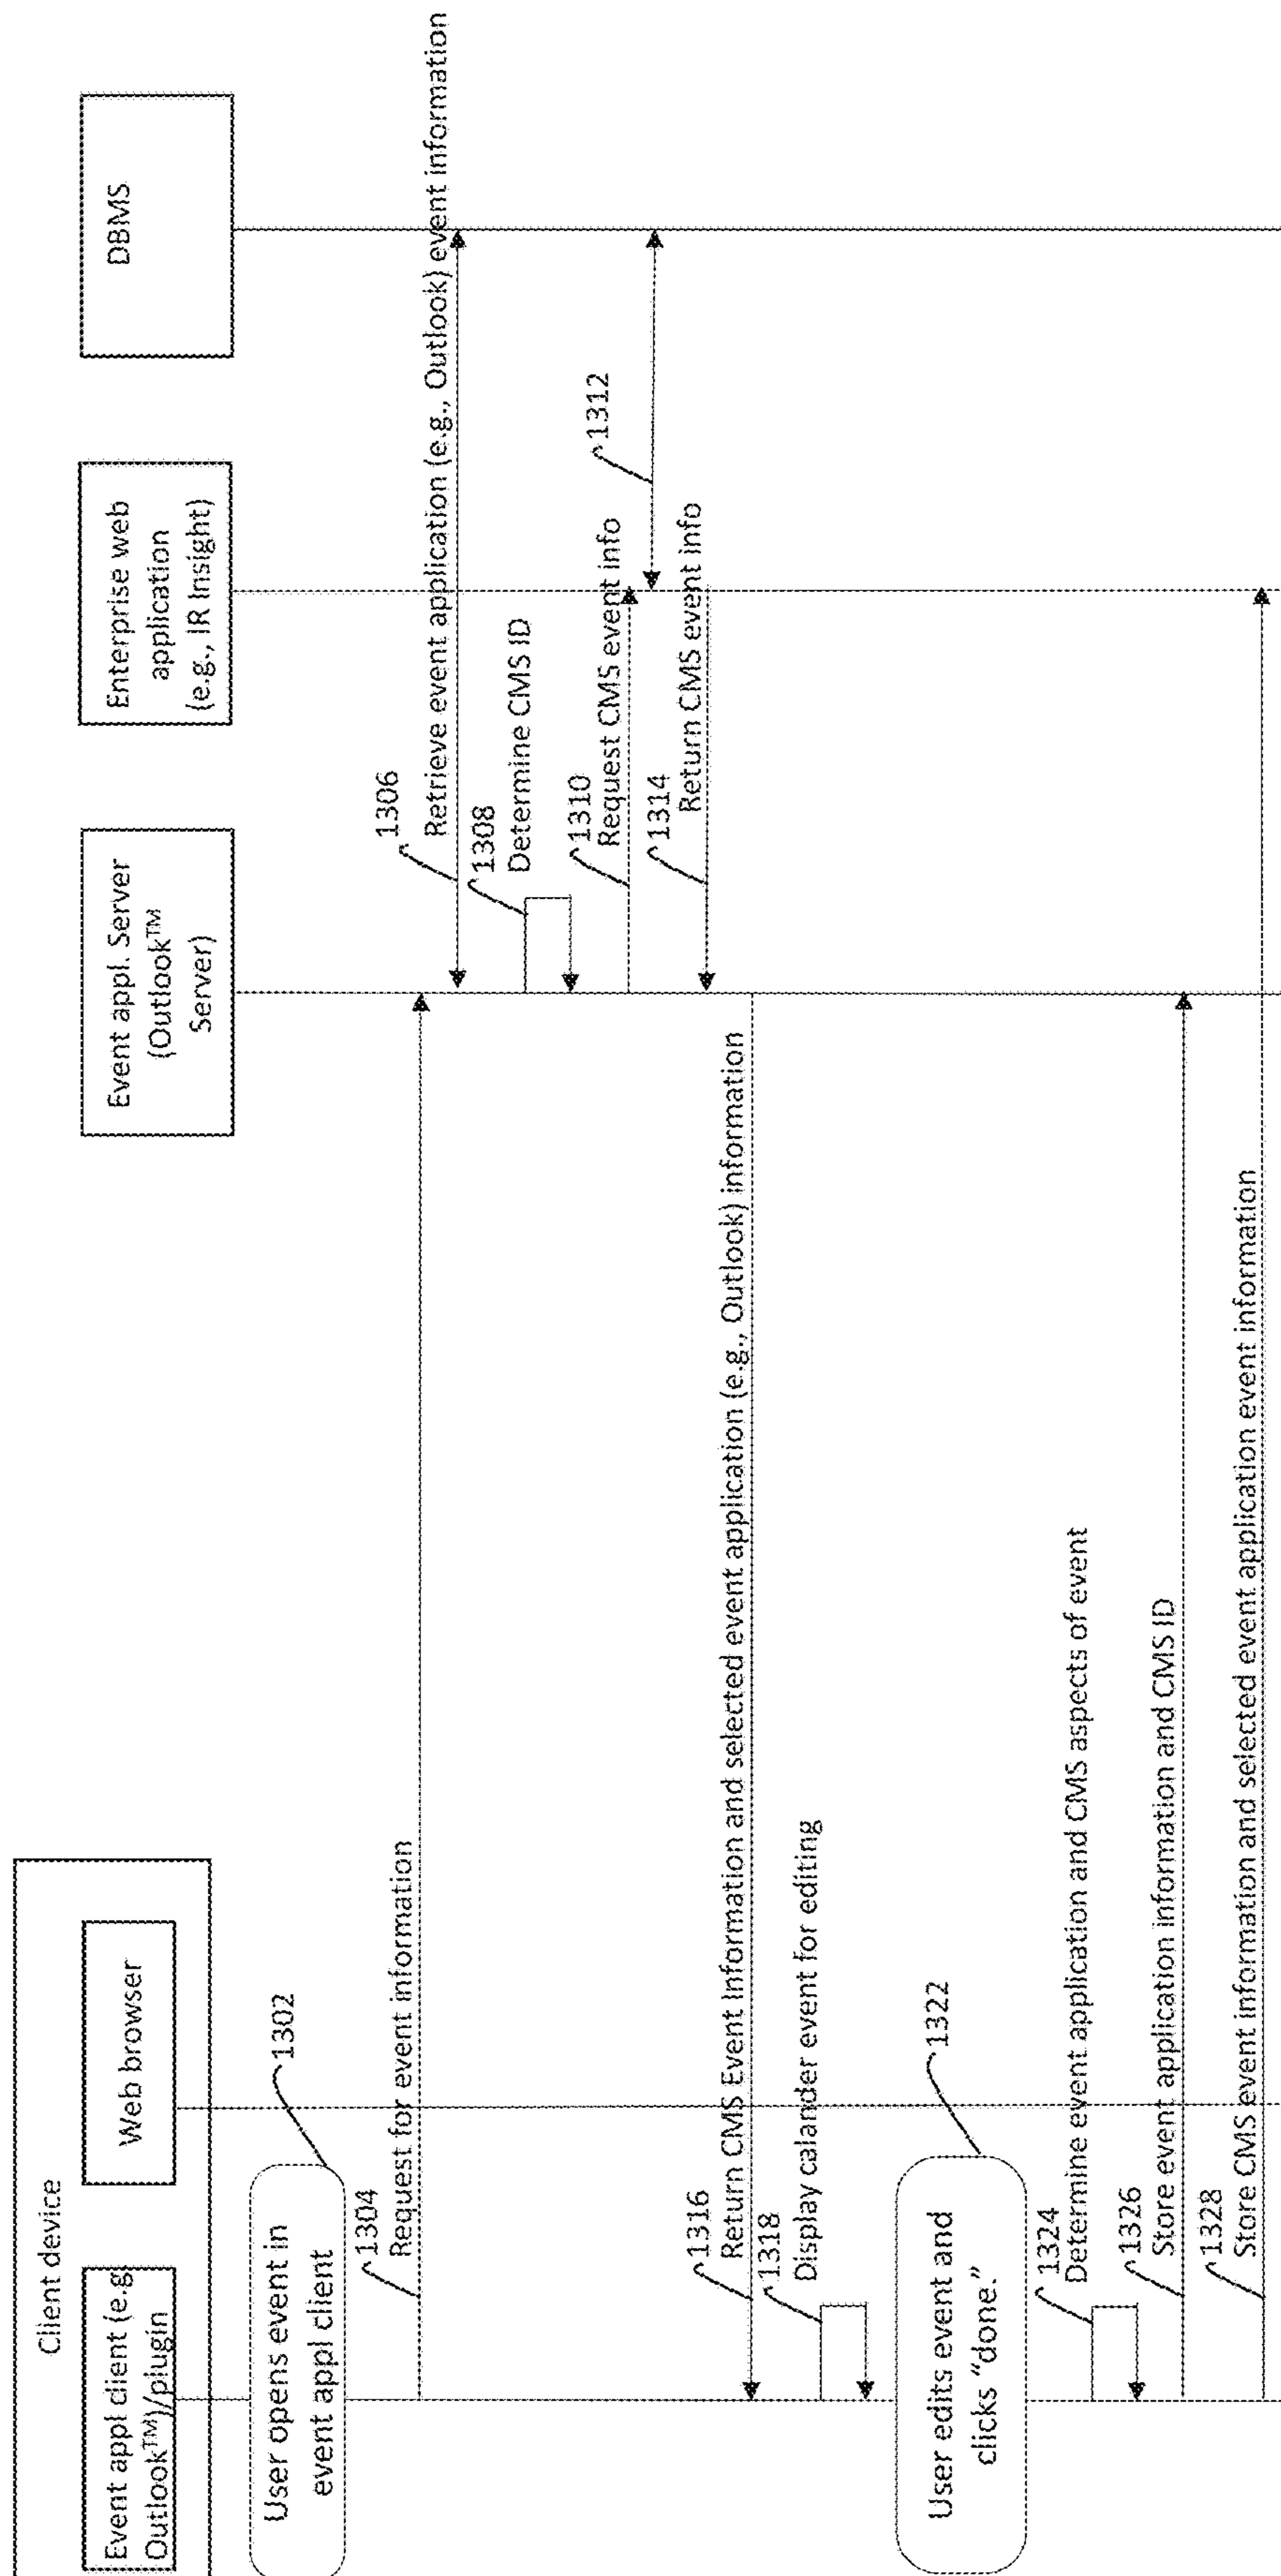 Client device
Event appl client (e.g.
Outlook™)/plugin
Web browser
Event appl. Server
(Outlook™
Server)
Enterprise web
application
(e.g., IR Insight)
DBMS
User opens event in
event appl client
1302
1304
Request for event information
1306
Retrieve event application (e.g., Outlook) event information
1308
Determine CMS ID
1310
Request CMS event info
1312
1314
Return CMS event info
1316
Return CMS Event Information and selected event application (e.g., Outlook) information
1318
Display calander event for editing
User edits event and
clicks “done.”
1322
1324
Determine event application and CMS aspects of event
1326
Store event application information and CMS ID
1328
Store CMS event information and selected event application event information